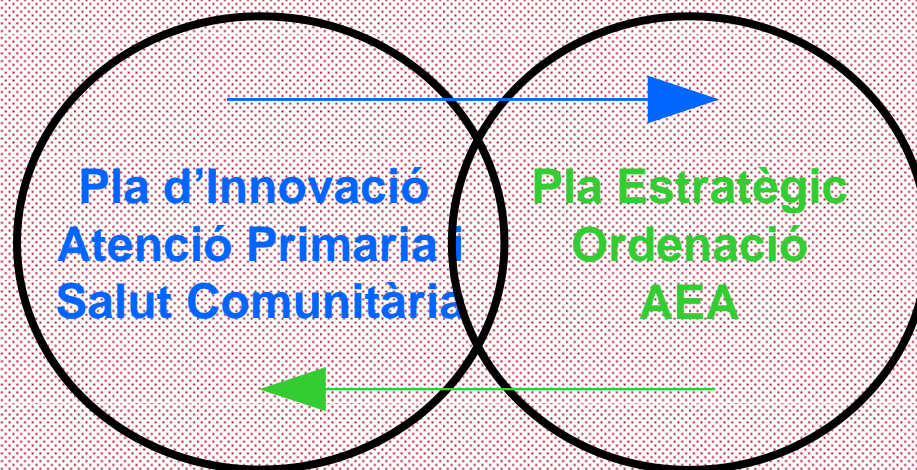 Pla d’Innovació
Atenció Primaria i
Salut Comunitària
Pla Estratègic
Ordenació
AEA